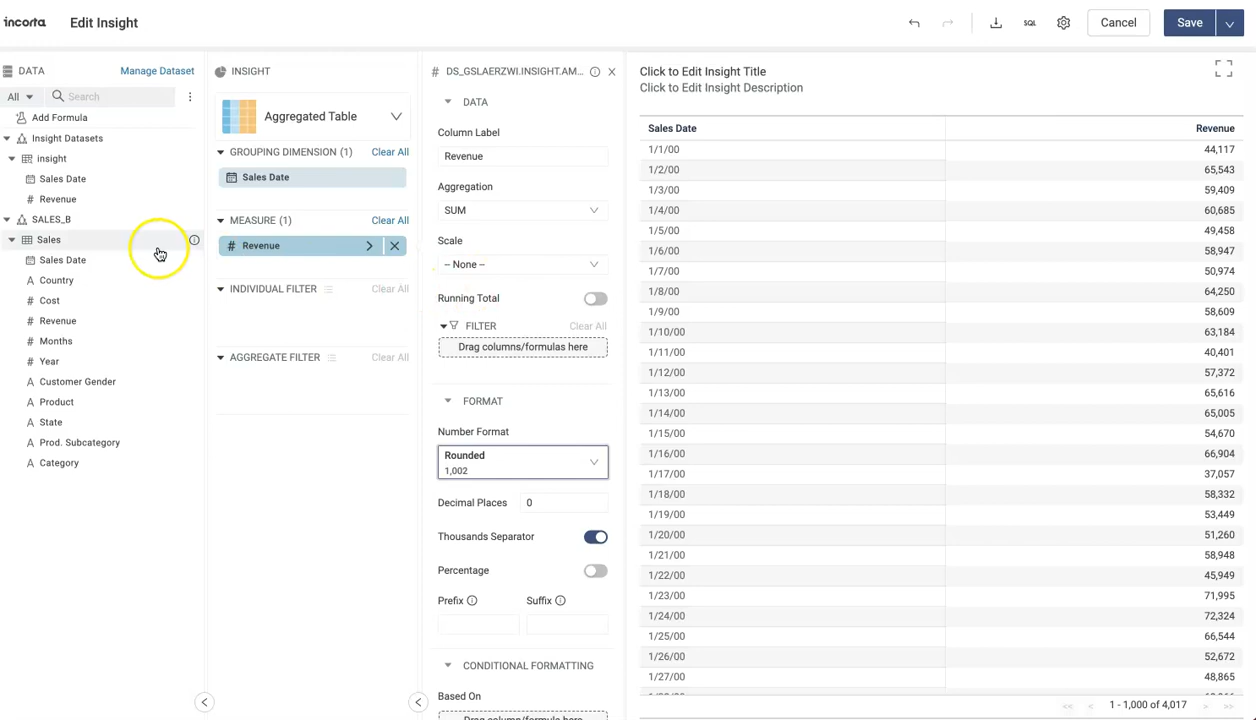 incorta
Edit Insight
SQL
Cancel
Save
DATA
Manage Dataset
All
Search
Add Formula
Insight Datasets
insight
Sales Date
Revenue
SALES_B
Sales
Sales Date
Country
Cost
Revenue
Months
Year
Customer Gender
Product
State
Prod. Subcategory
Category
INSIGHT
Aggregated Table
GROUPING DIMENSION (1)
Clear All
Sales Date
MEASURE (1)
Clear All
# Revenue
INDIVIDUAL FILTER
Clear All
AGGREGATE FILTER
Clear All
# DS_GSLAERZWI.INSIGHT.AM...
DATA
Column Label
Revenue
Aggregation
SUM
Scale
-- None --
Running Total
FILTER
Clear All
Drag columns/formulas here
FORMAT
Number Format
Rounded
1,002
Decimal Places
0
Thousands Separator
Percentage
Prefix
Suffix
CONDITIONAL FORMATTING
Based On
Drag columns/formulas here
Click to Edit Insight Title
Click to Edit Insight Description
Sales Date Revenue
1/1/00 44,117
1/2/00 65,543
1/3/00 59,409
1/4/00 60,685
1/5/00 49,458
1/6/00 58,947
1/7/00 50,974
1/8/00 64,250
1/9/00 58,609
1/10/00 63,184
1/11/00 40,401
1/12/00 57,372
1/13/00 65,616
1/14/00 65,005
1/15/00 54,670
1/16/00 66,904
1/17/00 37,057
1/18/00 58,332
1/19/00 53,449
1/20/00 51,260
1/21/00 58,948
1/22/00 45,949
1/23/00 71,995
1/24/00 72,324
1/25/00 66,544
1/26/00 52,672
1/27/00 48,865
<< < 1 - 1,000 of 4,017 > >>